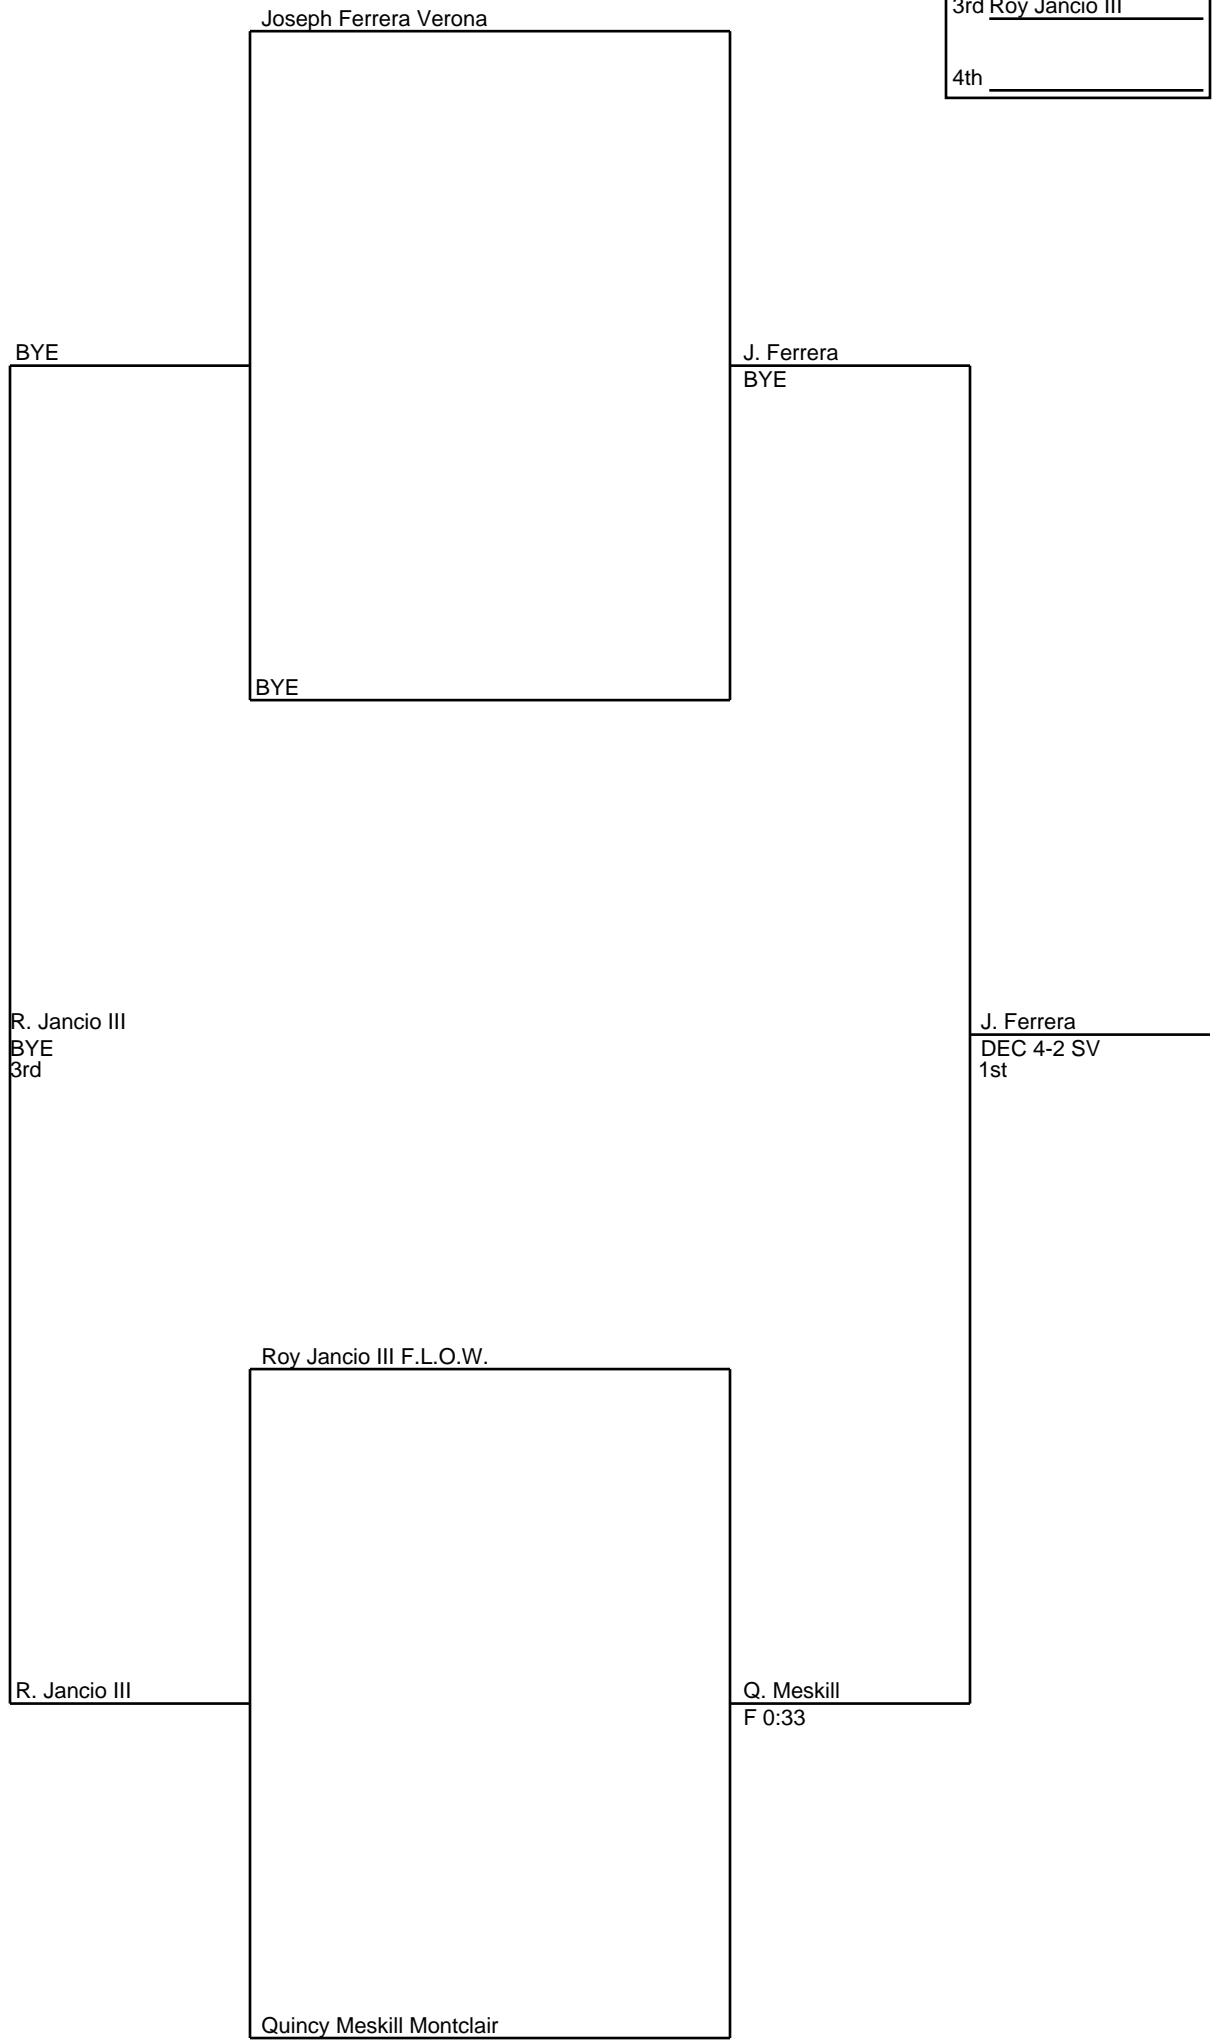 3rd Roy Jancio III
4th
Joseph Ferrera Verona
BYE
J. Ferrera
BYE
BYE
R. Jancio III
BYE
3rd
J. Ferrera
DEC 4-2 SV
1st
Roy Jancio III F.L.O.W.
R. Jancio III
Q. Meskill
F 0:33
Quincy Meskill Montclair